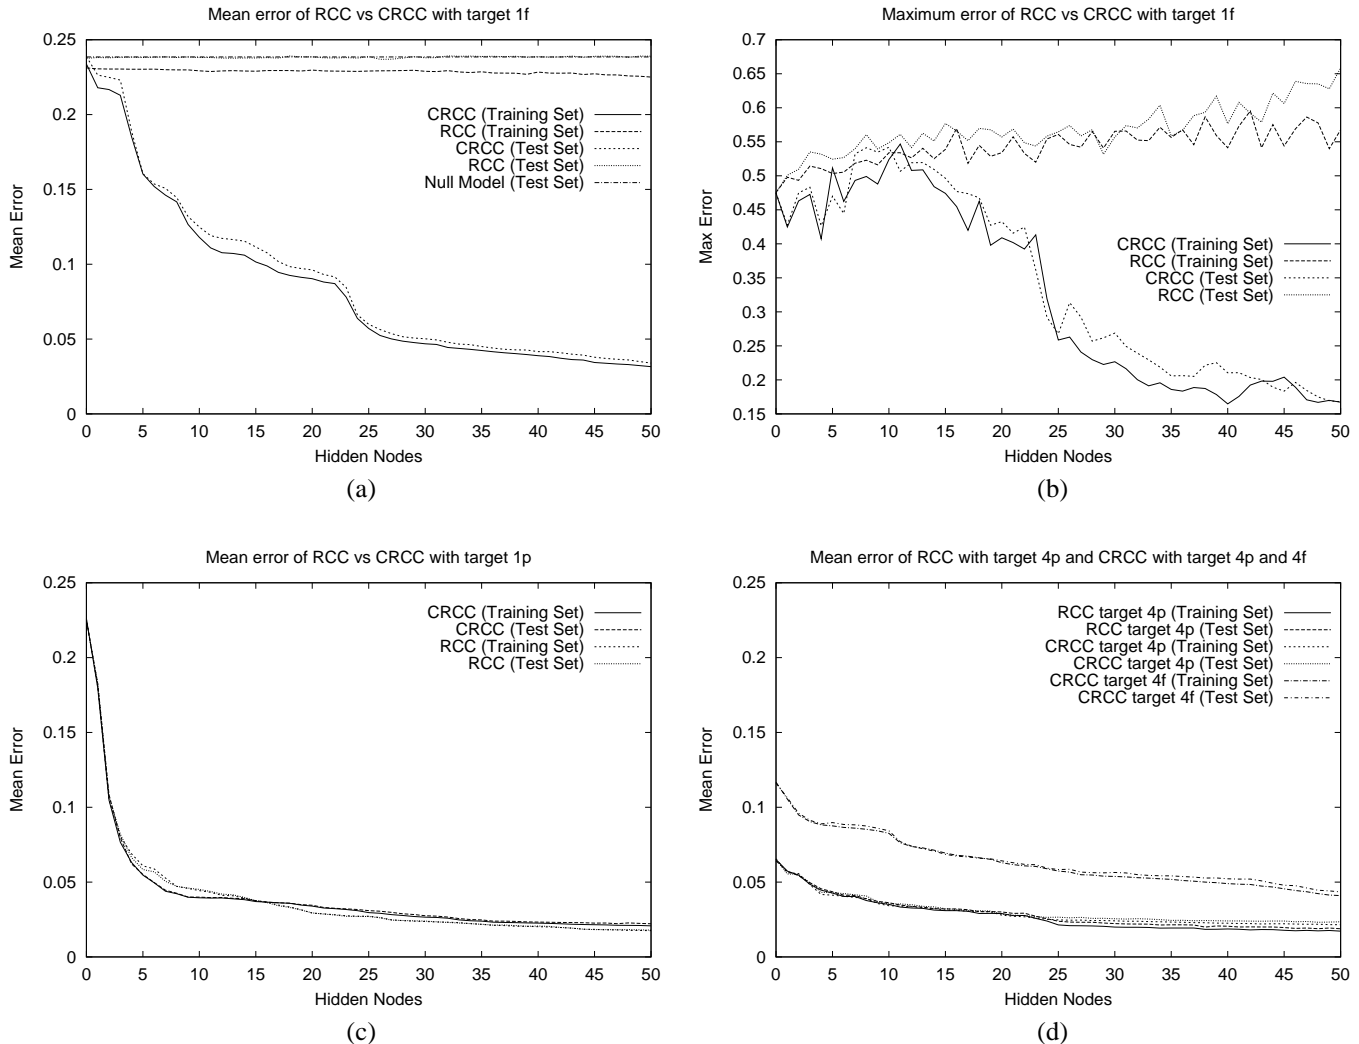 Mean error of RCC vs CRCC with target 1f
0.25
0.2
0.15
0.1
0.05
0
Mean Error
CRCC (Training Set)
RCC (Training Set)
CRCC (Test Set)
RCC (Test Set)
Null Model (Test Set)
0 5 10 15 20 25 30 35 40 45 50
Hidden Nodes
(a)
Maximum error of RCC vs CRCC with target 1f
0.7
0.65
0.6
0.55
0.5
0.45
0.4
0.35
0.3
0.25
0.2
0.15
Max Error
CRCC (Training Set)
RCC (Training Set)
CRCC (Test Set)
RCC (Test Set)
0 5 10 15 20 25 30 35 40 45 50
Hidden Nodes
(b)
Mean error of RCC vs CRCC with target 1p
0.25
0.2
0.15
0.1
0.05
0
Mean Error
CRCC (Training Set)
CRCC (Test Set)
RCC (Training Set)
RCC (Test Set)
0 5 10 15 20 25 30 35 40 45 50
Hidden Nodes
(c)
Mean error of RCC with target 4p and CRCC with target 4p and 4f
0.25
0.2
0.15
0.1
0.05
0
Mean Error
RCC target 4p (Training Set)
RCC target 4p (Test Set)
CRCC target 4p (Training Set)
CRCC target 4p (Test Set)
CRCC target 4f (Training Set)
CRCC target 4f (Test Set)
0 5 10 15 20 25 30 35 40 45 50
Hidden Nodes
(d)